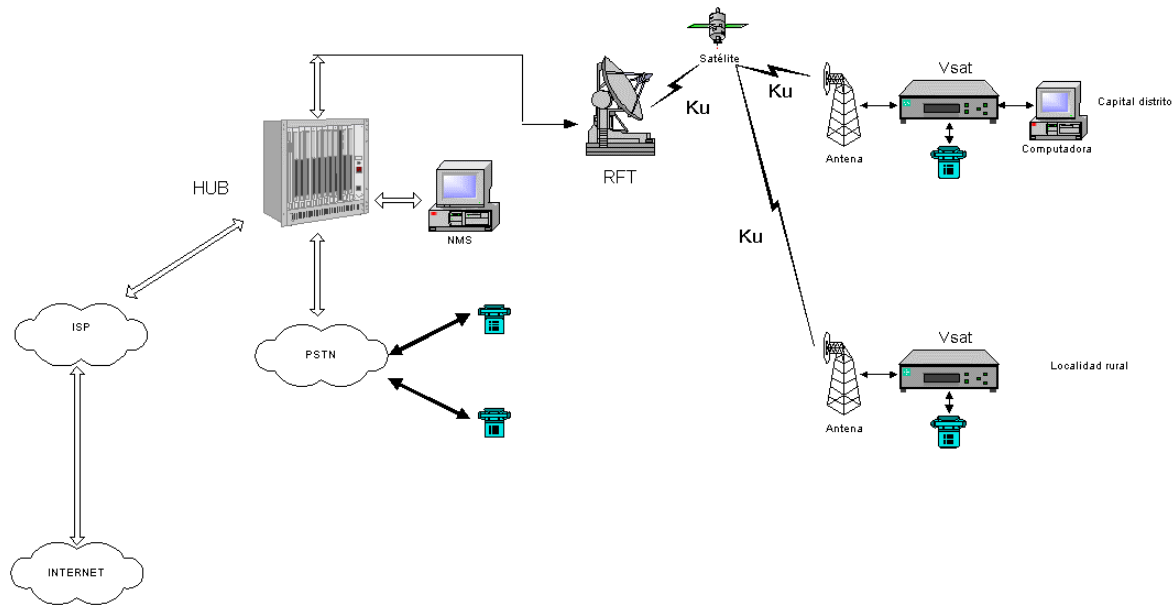 Satélite
Vsat
Ku
Ku
Capital distrito
Antena
Computadora
RFT
HUB
NMS
Ku
ISP
PSTN
Vsat
Localidad rural
Antena
INTERNET